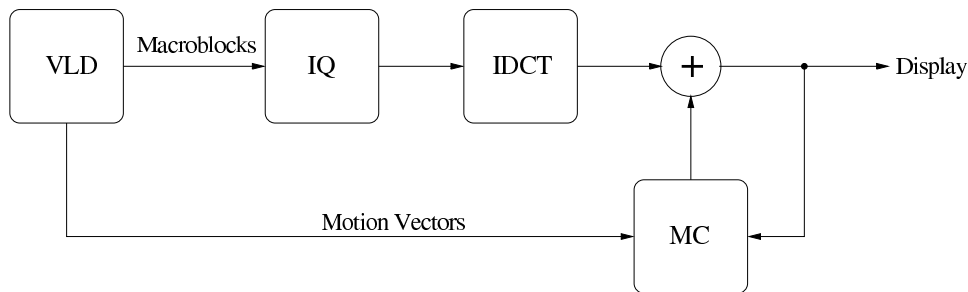 VLD
Macroblocks
IQ
IDCT
+
Display
Motion Vectors
MC